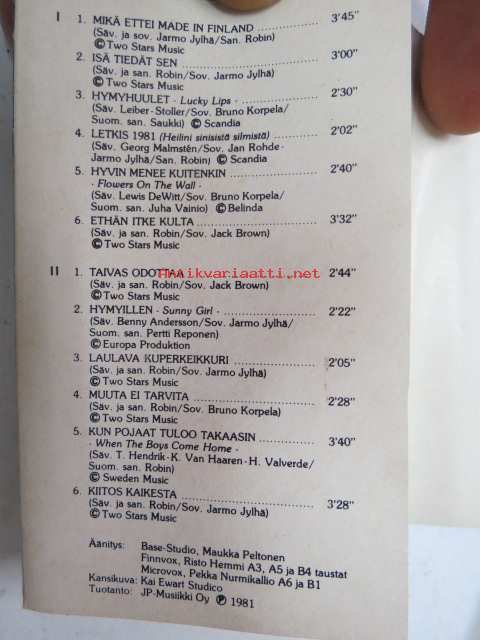 I 1. MIKÄ ETTEI MADE IN FINLAND .................. 3'45"
(Säv. ja sov. Jarmo Jylhä/San. Robin)
© Two Stars Music
2. ISÄ TIEDÄT SEN .................................. 3'00"
(Säv. ja san. Robin/Sov. Jarmo Jylhä)
© Two Stars Music
3. HYMYHUULET - Lucky Lips - .................... 2'30"
(Säv. Leiber-Stoller/Sov. Bruno Korpela/
Suom. san. Saukki) © Scandia
4. LETKIS 1981 (Heilini sinisistä silmistä) ........... 2'02"
(Säv. Georg Malmstén/Sov. Jan Rohde-
Jarmo Jylhä/San. Robin) © Scandia
5. HYVIN MENEE KUITENKIN ..................... 2'40"
- Flowers On The Wall -
(Säv. Lewis DeWitt/Sov. Bruno Korpela/
Suom. san. Juha Vainio) © Belinda
6. ETHÄN ITKE KULTA ............................. 3'32"
(Säv. ja san. Robin/Sov. Jack Brown)
© Two Stars Music
II 1. TAIVAS ODOTTAA ............................... 2'44"
(Säv. ja san. Robin/Sov. Jack Brown)
© Two Stars Music
2. HYMYILLEN - Sunny Girl - ...................... 2'22"
(Säv. Benny Andersson/Sov. Jarmo Jylhä/
Suom. san. Pertti Reponen)
© Europa Produktion
3. LAULAVA KUPERKEIKKURI ................... 2'05"
(Säv. ja san. Robin/Sov. Jarmo Jylhä)
© Two Stars Music
4. MUUTA EI TARVITA ............................ 2'28"
(Säv. ja san. Robin/Sov. Bruno Korpela)
© Two Stars Music
5. KUN POJAAT TULOO TAKAASIN .............. 3'40"
- When The Boys Come Home -
(Säv. T. Hendrik-K. Van Haaren-H. Valverde/
Suom. san. Robin)
© Sweden Music
6. KIITOS KAIKESTA ............................... 3'28"
(Säv. ja san. Robin/Sov. Jarmo Jylhä)
© Two Stars Music
Äänitys: Base-Studio, Maukka Peltonen
Finnvox, Risto Hemmi A3, A5 ja B4 taustat
Microvox, Pekka Nurmikallio A6 ja B1
Kansikuva: Kai Ewart Studico
Tuotanto: JP-Musiikki Oy ℗ 1981
Antikvariaatti.net